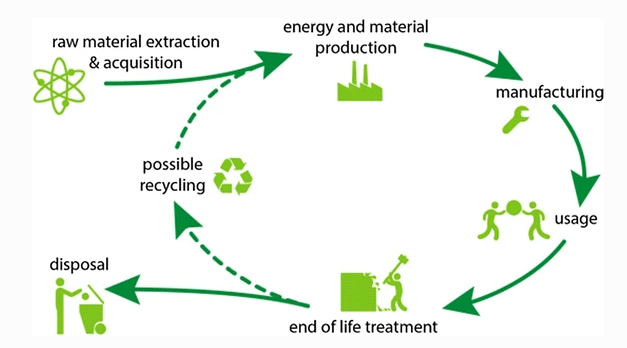 raw material extraction
& acquisition
energy and material
production
manufacturing
usage
end of life treatment
possible
recycling
disposal